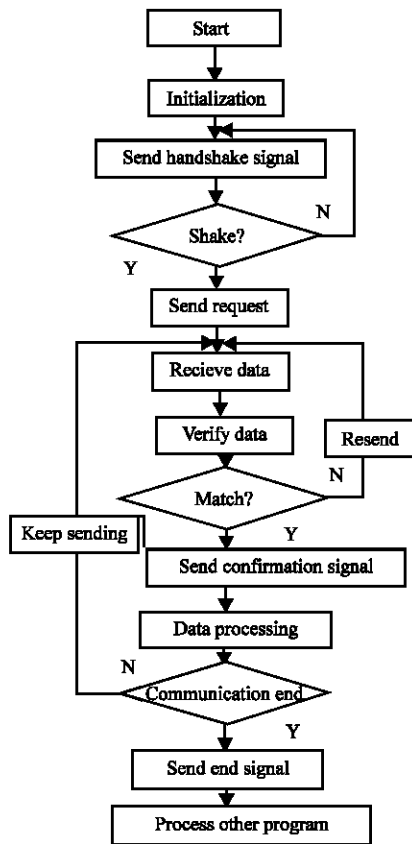 Start
Initialization
Send handshake signal
N
Shake?
Y
Send request
Recieve data
Verify data
Resend
N
Match?
Keep sending
Y
Send confirmation signal
Data processing
N
Communication end
Y
Send end signal
Process other program